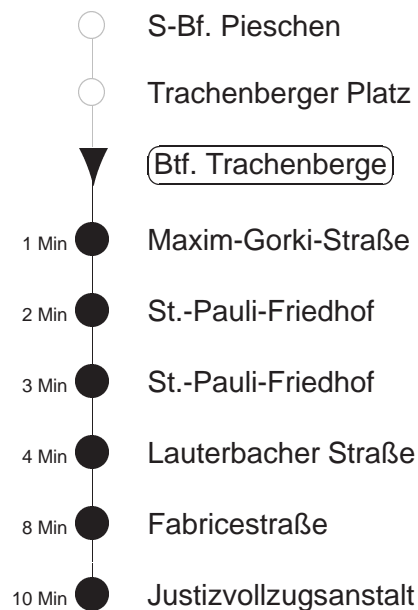 S-Bf. Pieschen
Trachenberger Platz
Btf. Trachenberge
1 Min Maxim-Gorki-Straße
2 Min St.-Pauli-Friedhof
3 Min St.-Pauli-Friedhof
4 Min Lauterbacher Straße
8 Min Fabricestraße
10 Min Justizvollzugsanstalt